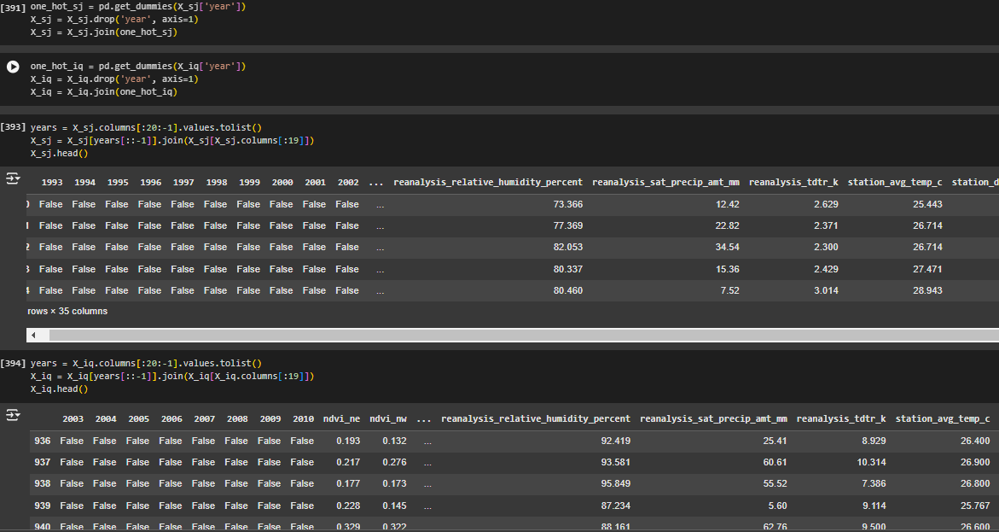 [391] one_hot_sj = pd.get_dummies(X_sj['year'])
X_sj = X_sj.drop('year', axis=1)
X_sj = X_sj.join(one_hot_sj)
one_hot_iq = pd.get_dummies(X_iq['year'])
X_iq = X_iq.drop('year', axis=1)
X_iq = X_iq.join(one_hot_iq)
[393] years = X_sj.columns[:20:-1].values.tolist()
X_sj = X_sj[years[::-1]].join(X_sj[X_sj.columns[:19]])
X_sj.head()
1993 1994 1995 1996 1997 1998 1999 2000 2001 2002 ... reanalysis_relative_humidity_percent reanalysis_sat_precip_amt_mm reanalysis_tdtr_k station_avg_temp_c station_d
0 False False False False False False False False False False ... 73.366 12.42 2.629 25.443
1 False False False False False False False False False False ... 77.369 22.82 2.371 26.714
2 False False False False False False False False False False ... 82.053 34.54 2.300 26.714
3 False False False False False False False False False False ... 80.337 15.36 2.429 27.471
4 False False False False False False False False False False ... 80.460 7.52 3.014 28.943
rows × 35 columns
[394] years = X_iq.columns[:20:-1].values.tolist()
X_iq = X_iq[years[::-1]].join(X_iq[X_iq.columns[:19]])
X_iq.head()
2003 2004 2005 2006 2007 2008 2009 2010 ndvi_ne ndvi_nw ... reanalysis_relative_humidity_percent reanalysis_sat_precip_amt_mm reanalysis_tdtr_k station_avg_temp_c
936 False False False False False False False False 0.193 0.132 ... 92.419 25.41 8.929 26.400
937 False False False False False False False False 0.217 0.276 ... 93.581 60.61 10.314 26.900
938 False False False False False False False False 0.177 0.173 ... 95.849 55.52 7.386 26.800
939 False False False False False False False False 0.228 0.145 ... 87.234 5.60 9.114 25.767
940 False False False False False False False False 0.329 0.322 ... 88.161 62.76 9.500 26.600